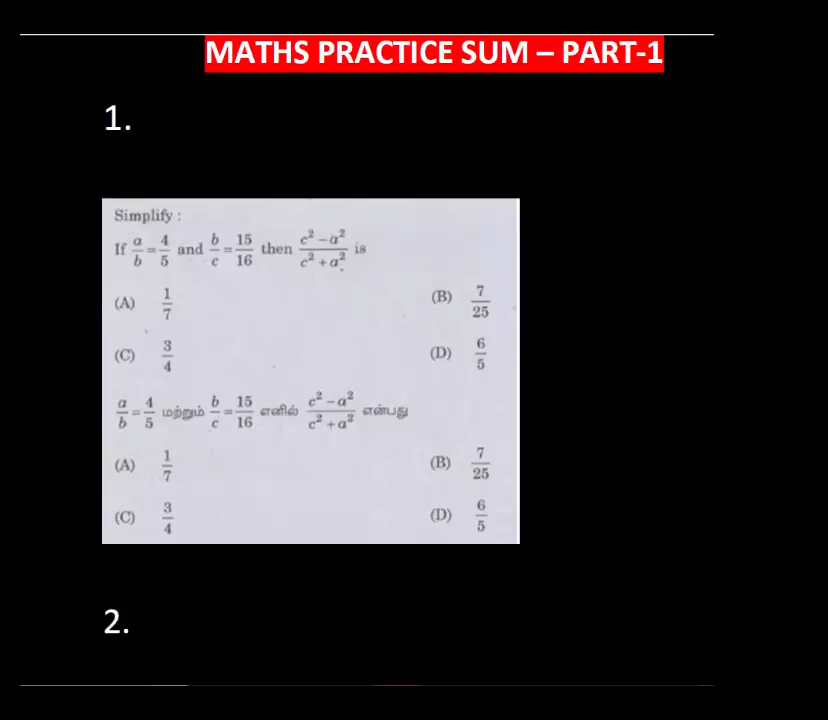 MATHS PRACTICE SUM – PART-1
1.
Simplify :
If a/b = 4/5 and b/c = 15/16 then (c² – a²)/(c² + a²) is
(A) 1/7 (B) 7/25
(C) 3/4 (D) 6/5
a/b = 4/5 மற்றும் b/c = 15/16 எனில் (c² – a²)/(c² + a²) என்பது
(A) 1/7 (B) 7/25
(C) 3/4 (D) 6/5
2.